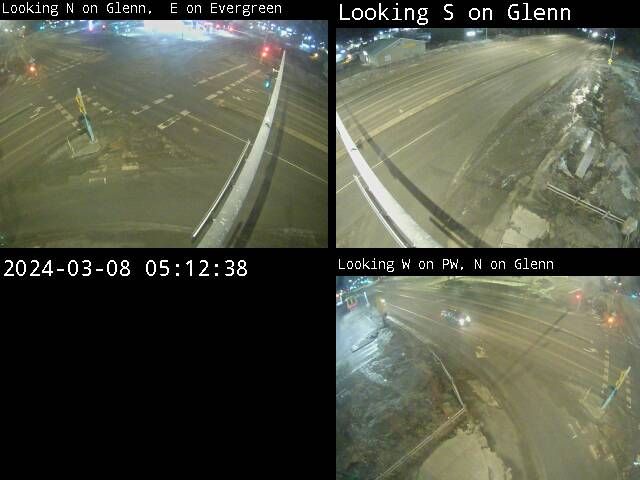 Looking N on Glenn,  E on Evergreen
Looking S on Glenn
2024-03-08 05:12:38
Looking W on PW, N on Glenn